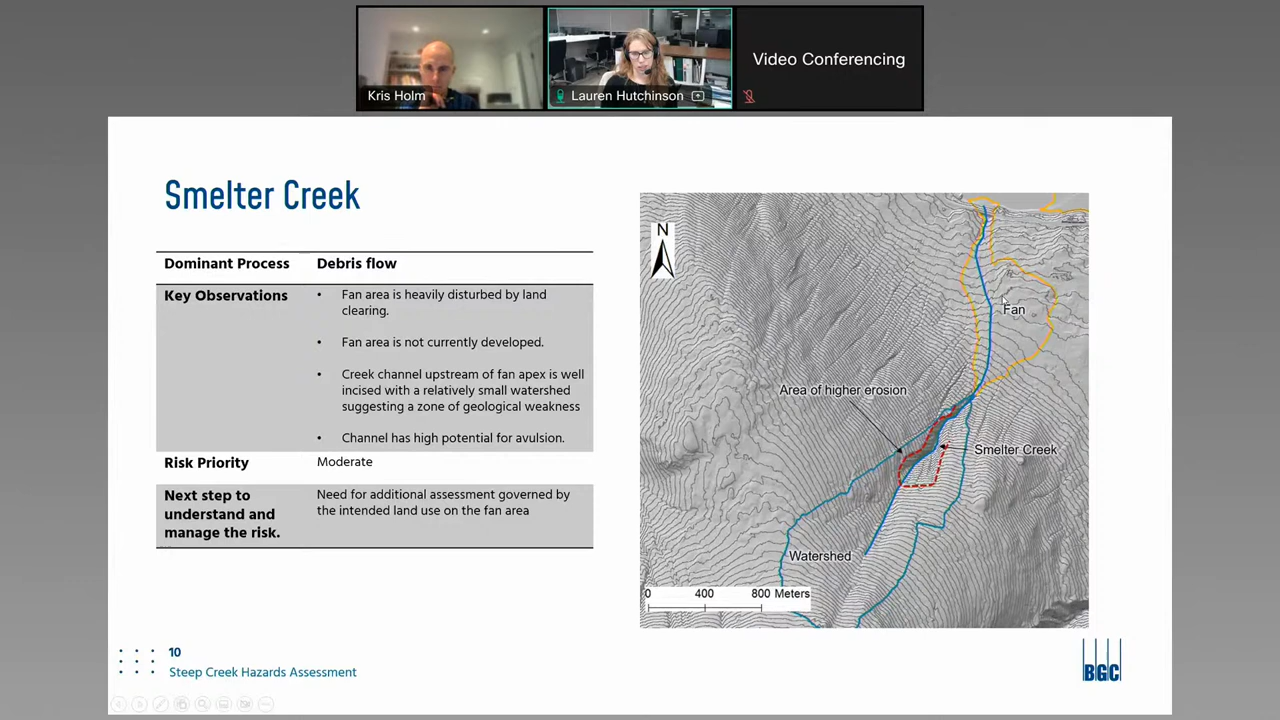 Kris Holm
Lauren Hutchinson
Video Conferencing
Smelter Creek
Dominant Process
Debris flow
Key Observations
• Fan area is heavily disturbed by land
clearing.
• Fan area is not currently developed.
• Creek channel upstream of fan apex is well
incised with a relatively small watershed
suggesting a zone of geological weakness
• Channel has high potential for avulsion.
Risk Priority
Moderate
Next step to
understand and
manage the risk.
Need for additional assessment governed by
the intended land use on the fan area
N
Fan
Area of higher erosion
Smelter Creek
Watershed
0 400 800 Meters
10
Steep Creek Hazards Assessment
BGC